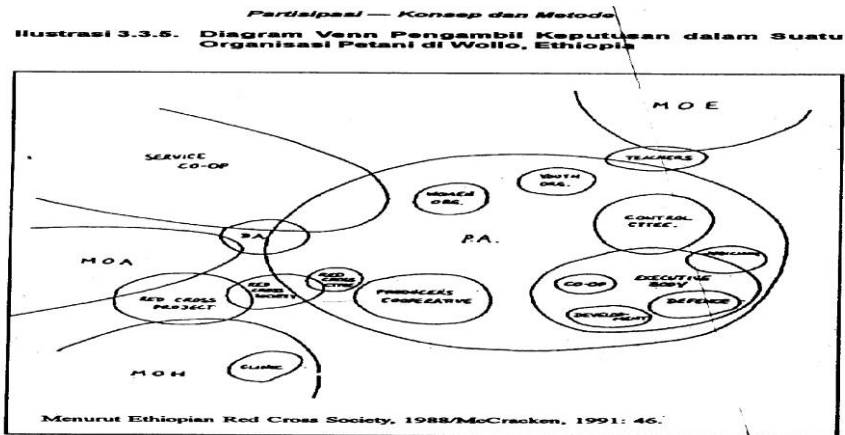 Partisipasi — Konsep dan Metode
Ilustrasi 3.3.5. Diagram Venn Pengambil Keputusan dalam Suatu
Organisasi Petani di Wollo, Ethiopia
MOE
SERVICE
CO-OP
TEACHERS
WOMEN
ORG.
YOUTH
ORG.
CONTROL
CTTEE.
P.A.
MOA
RED CROSS
PROJECT
RED
CROSS
SOCIETY
RED
CROSS
PRODUCERS
COOPERATIVE
CO-OP
EXECUTIVE
BODY
DEFENCE
DEVELOP-
MENT
MOH
CLINIC
Menurut Ethiopian Red Cross Society, 1988/McCracken, 1991: 46.